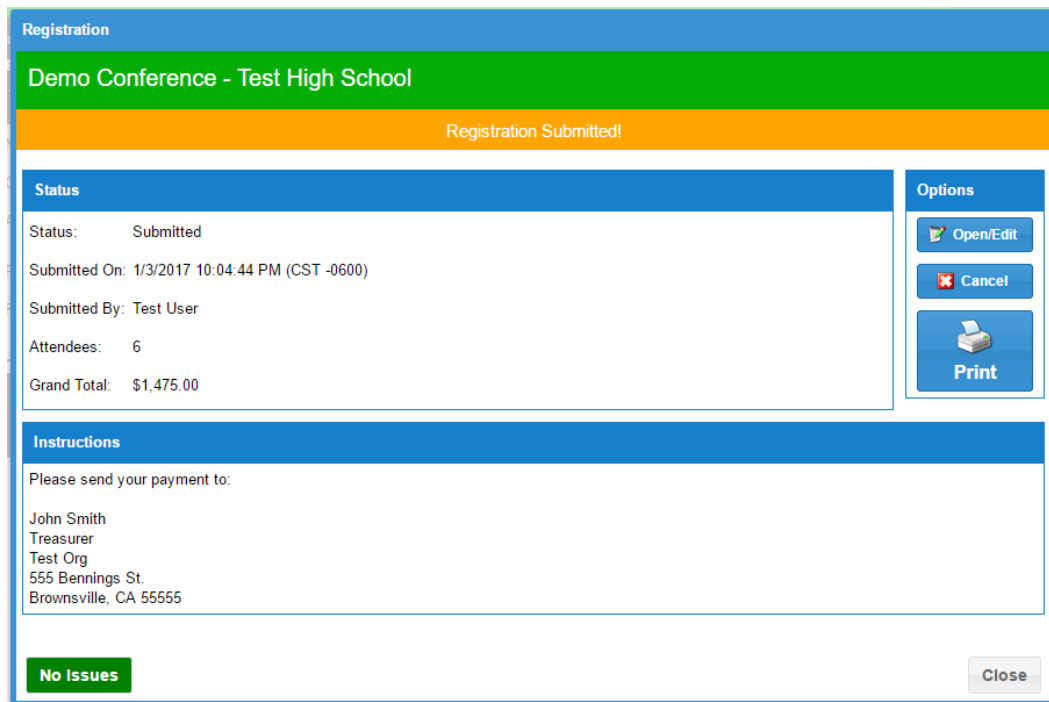 Registration
Demo Conference - Test High School
Registration Submitted!
Status
Status: Submitted
Submitted On: 1/3/2017 10:04:44 PM (CST -0600)
Submitted By: Test User
Attendees: 6
Grand Total: $1,475.00
Options
Open/Edit
Cancel
Print
Instructions
Please send your payment to:
John Smith
Treasurer
Test Org
555 Bennings St.
Brownsville, CA 55555
No Issues
Close